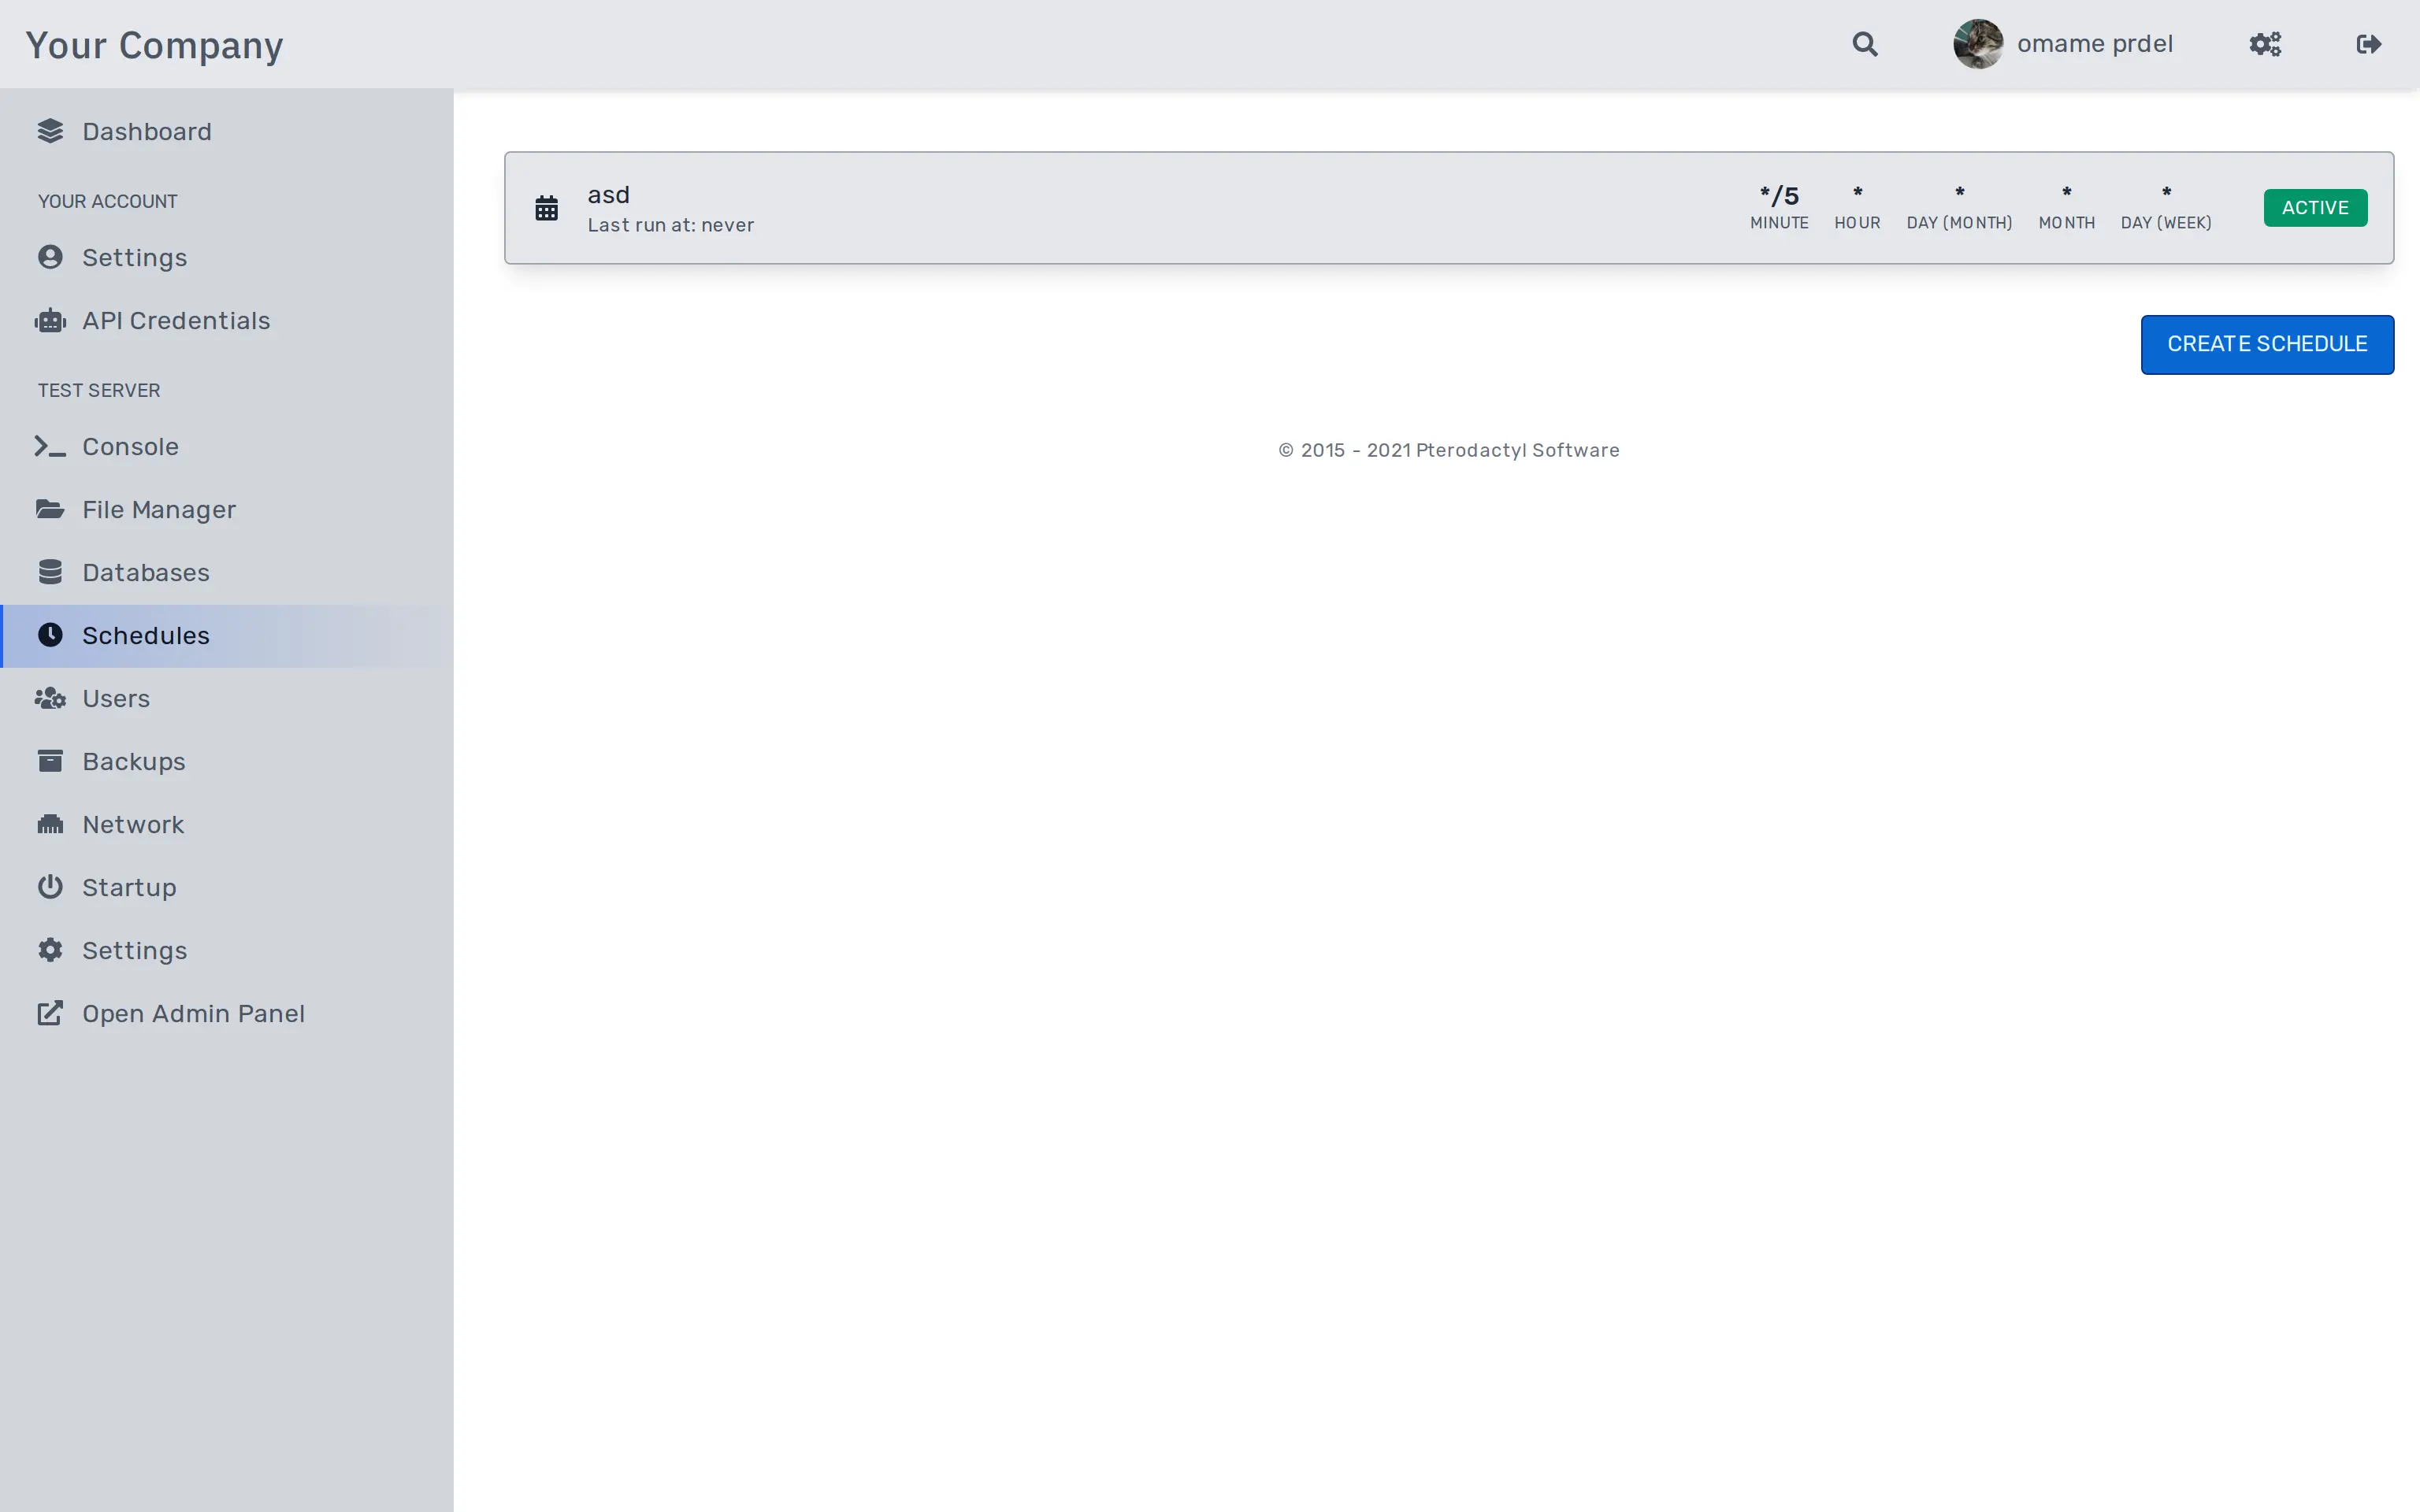 Your Company
omame prdel
Dashboard
YOUR ACCOUNT
Settings
API Credentials
TEST SERVER
Console
File Manager
Databases
Schedules
Users
Backups
Network
Startup
Settings
Open Admin Panel
asd
Last run at: never
*/5 * * * *
MINUTE HOUR DAY (MONTH) MONTH DAY (WEEK)
ACTIVE
CREATE SCHEDULE
© 2015 - 2021 Pterodactyl Software